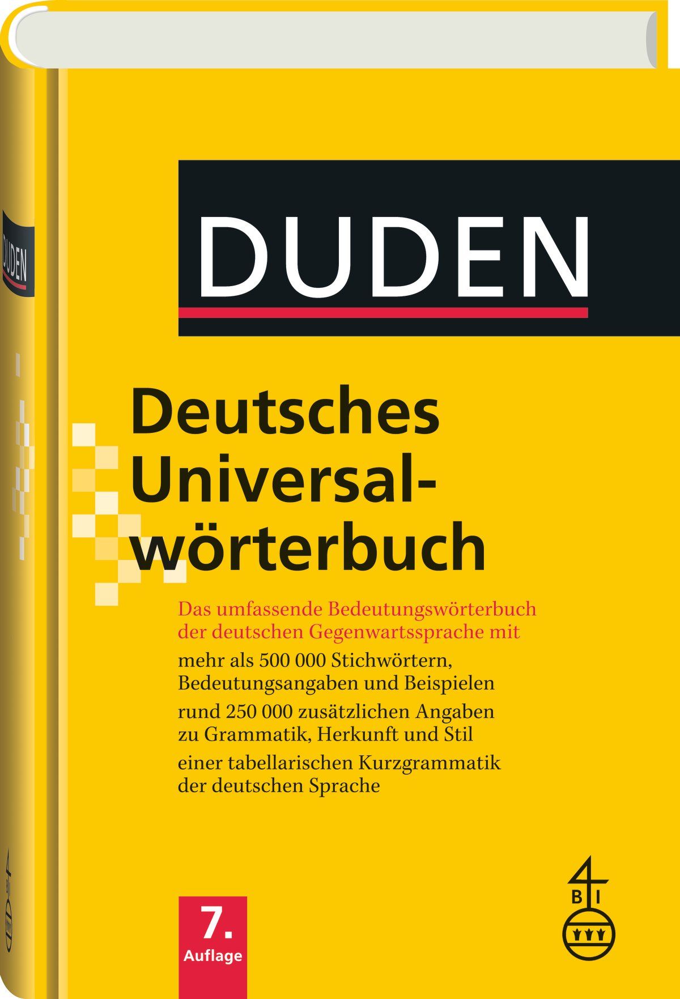 DUDEN
DUDEN
Deutsches
Universal-
wörterbuch
Das umfassende Bedeutungswörterbuch
der deutschen Gegenwartssprache mit
mehr als 500 000 Stichwörtern,
Bedeutungsangaben und Beispielen
rund 250 000 zusätzlichen Angaben
zu Grammatik, Herkunft und Stil
einer tabellarischen Kurzgrammatik
der deutschen Sprache
7.
Auflage
B I